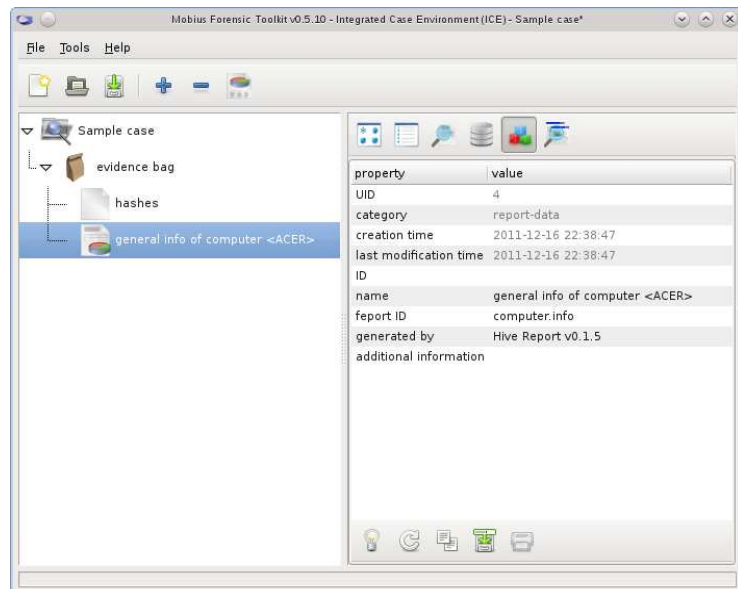 Mobius Forensic Toolkit v0.5.10 - Integrated Case Environment (ICE) - Sample case*
File Tools Help
Sample case
evidence bag
hashes
general info of computer <ACER>
property value
UID 4
category report-data
creation time 2011-12-16 22:38:47
last modification time 2011-12-16 22:38:47
ID
name general info of computer <ACER>
feport ID computer.info
generated by Hive Report v0.1.5
additional information